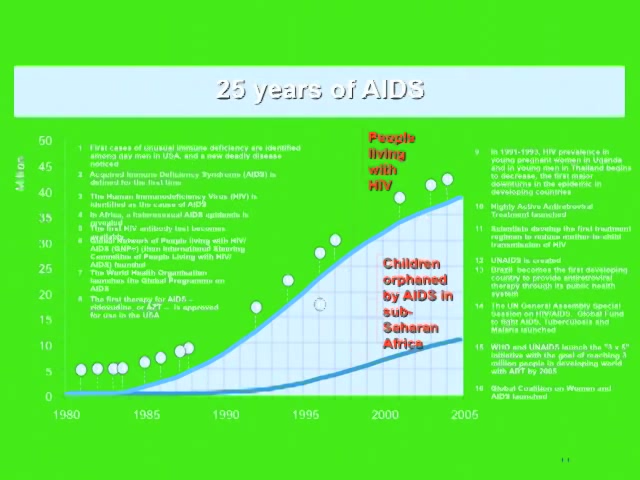 25 years of AIDS
People
living
with
HIV
Children
orphaned
by AIDS in
sub-
Saharan
Africa
Million
50
45
40
35
30
25
20
15
10
5
0
1980
1985
1990
1995
2000
2005
1 First cases of unusual immune deficiency are identified
among gay men in USA, and a new deadly disease
noticed
2 Acquired Immune Deficiency Syndrome (AIDS) is
defined for the first time
3 The Human Immunodeficiency Virus (HIV) is
identified as the cause of AIDS
4 In Africa, a heterosexual AIDS epidemic is
revealed
5 The first HIV antibody test becomes
available
6 Global Network of People living with HIV/
AIDS (GNP+) (then International Steering
Committee of People Living with HIV/
AIDS) founded
7 The World Health Organisation
launches the Global Programme on
AIDS
8 The first therapy for AIDS –
zidovudine, or AZT – is approved
for use in the USA
9 In 1991-1993, HIV prevalence in
young pregnant women in Uganda
and in young men in Thailand begins
to decrease, the first major
downturns in the epidemic in
developing countries
10 Highly Active Antiretroviral
Treatment launched
11 Scientists develop the first treatment
regimen to reduce mother-to-child
transmission of HIV
12 UNAIDS is created
13 Brazil becomes the first developing
country to provide antiretroviral
therapy through its public health
system
14 The UN General Assembly Special
Session on HIV/AIDS. Global Fund
to fight AIDS, Tuberculosis and
Malaria launched
15 WHO and UNAIDS launch the "3 x 5"
initiative with the goal of reaching 3
million people in developing world
with ART by 2005
16 Global Coalition on Women and
AIDS launched